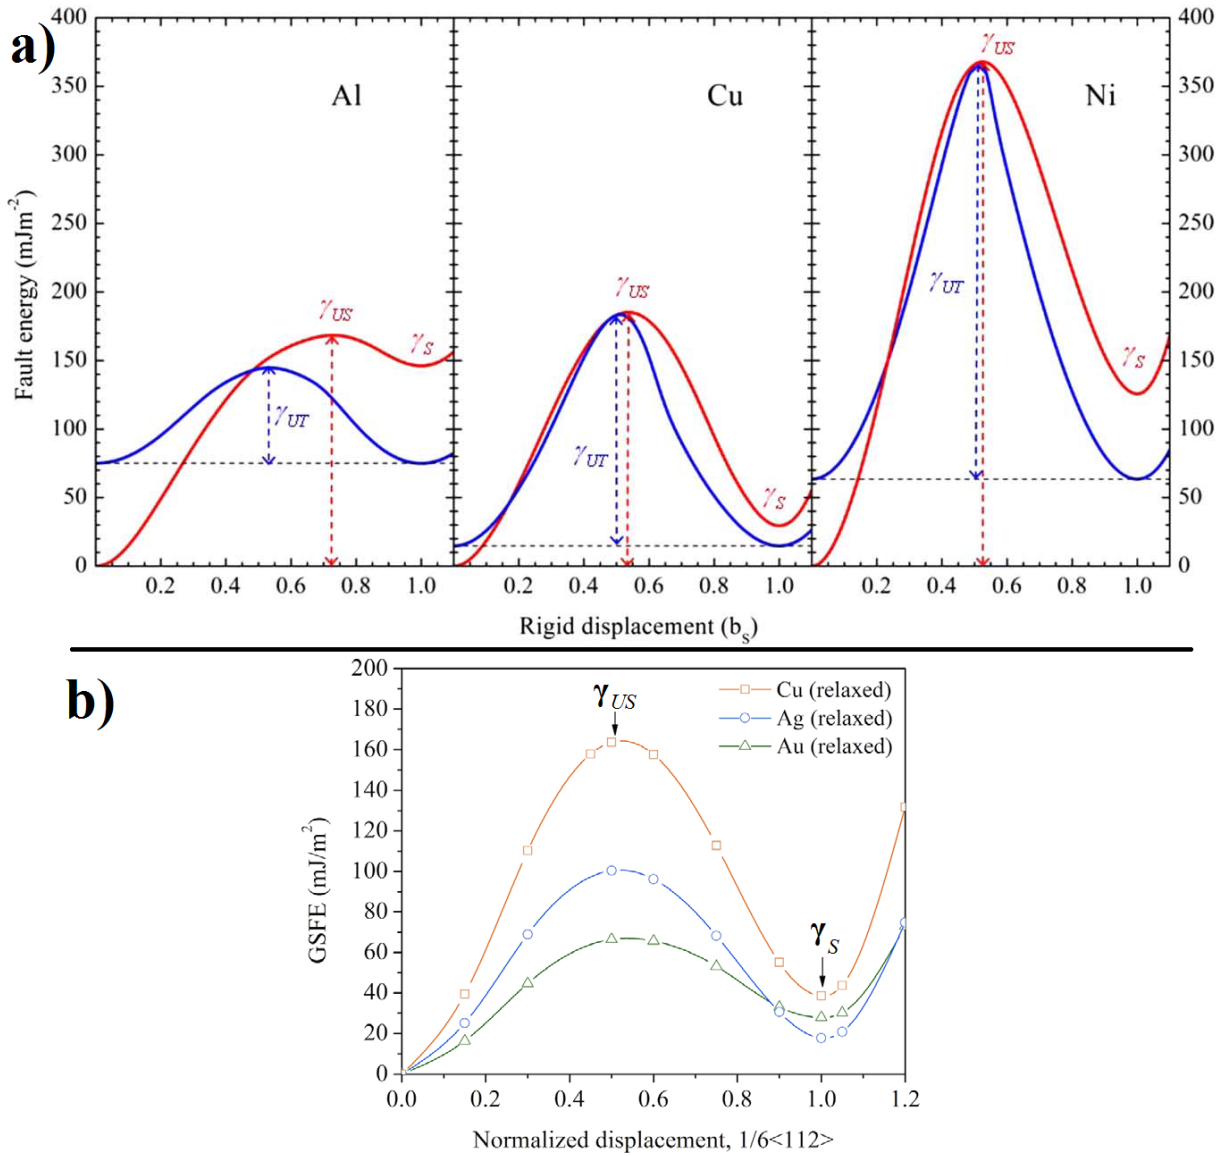 a)
400
350
300
250
200
150
100
50
0
Fault energy (mJm⁻²)
Al
γUS
γS
γUT
0.2 0.4 0.6 0.8 1.0
Cu
γUS
γUT
γS
0.2 0.4 0.6 0.8 1.0
Ni
γUS
γUT
γS
0.2 0.4 0.6 0.8 1.0
400
350
300
250
200
150
100
50
0
Rigid displacement (bs)
b)
200
180
160
140
120
100
80
60
40
20
0
GSFE (mJ/m²)
γUS
Cu (relaxed)
Ag (relaxed)
Au (relaxed)
γS
0.0 0.2 0.4 0.6 0.8 1.0 1.2
Normalized displacement, 1/6<112>